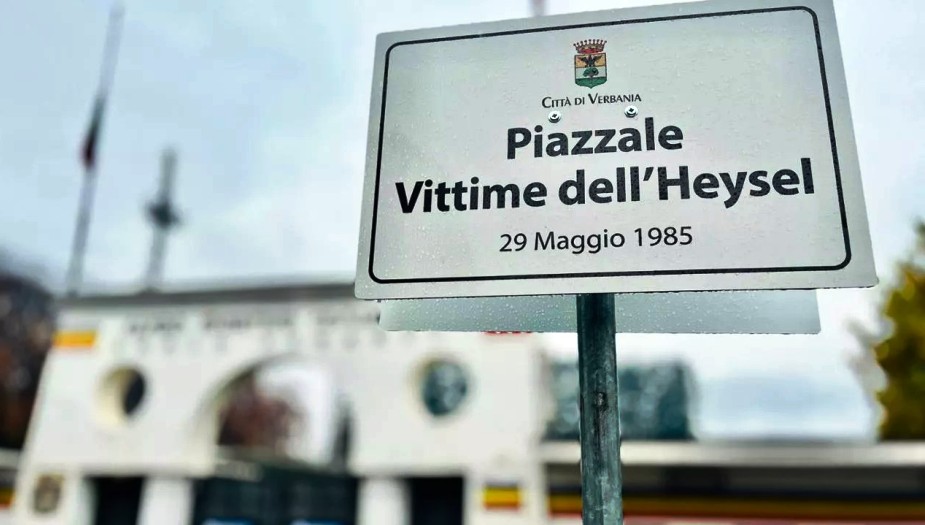 CITTÀ DI VERBANIA
Piazzale
Vittime dell'Heysel
29 Maggio 1985